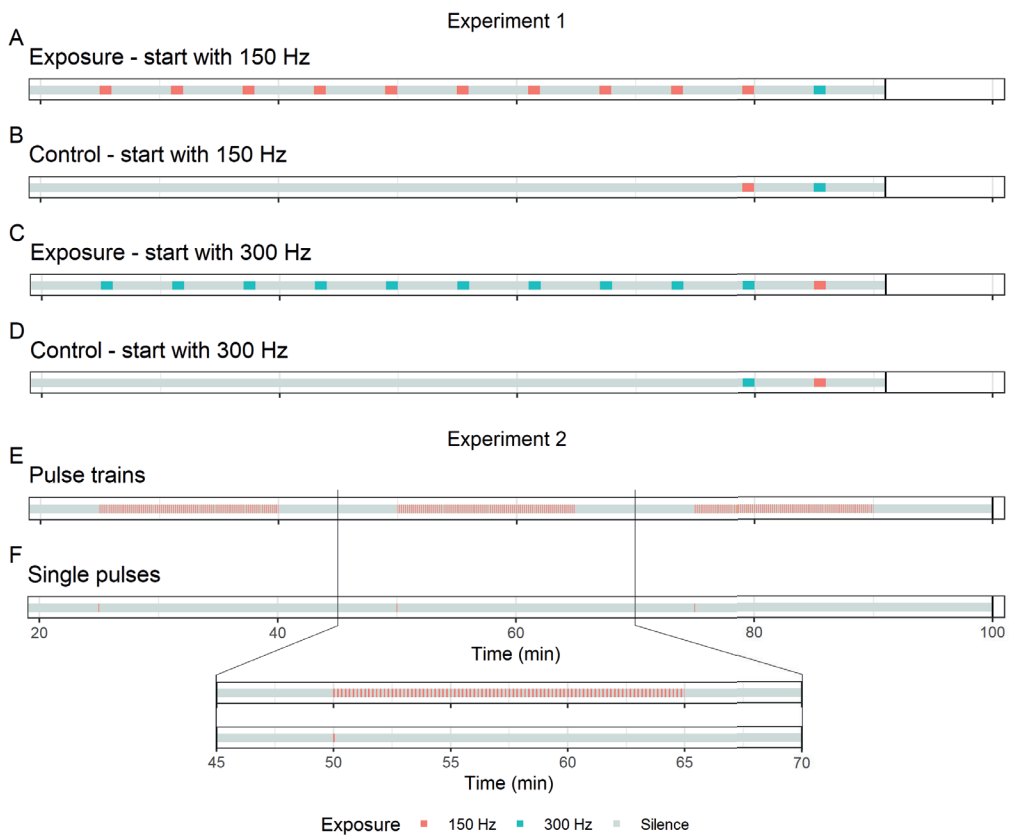 Experiment 1
A
Exposure - start with 150 Hz
B
Control - start with 150 Hz
C
Exposure - start with 300 Hz
D
Control - start with 300 Hz
Experiment 2
E
Pulse trains
F
Single pulses
20 40 60 80 100
Time (min)
45 50 55 60 65 70
Time (min)
Exposure 150 Hz 300 Hz Silence